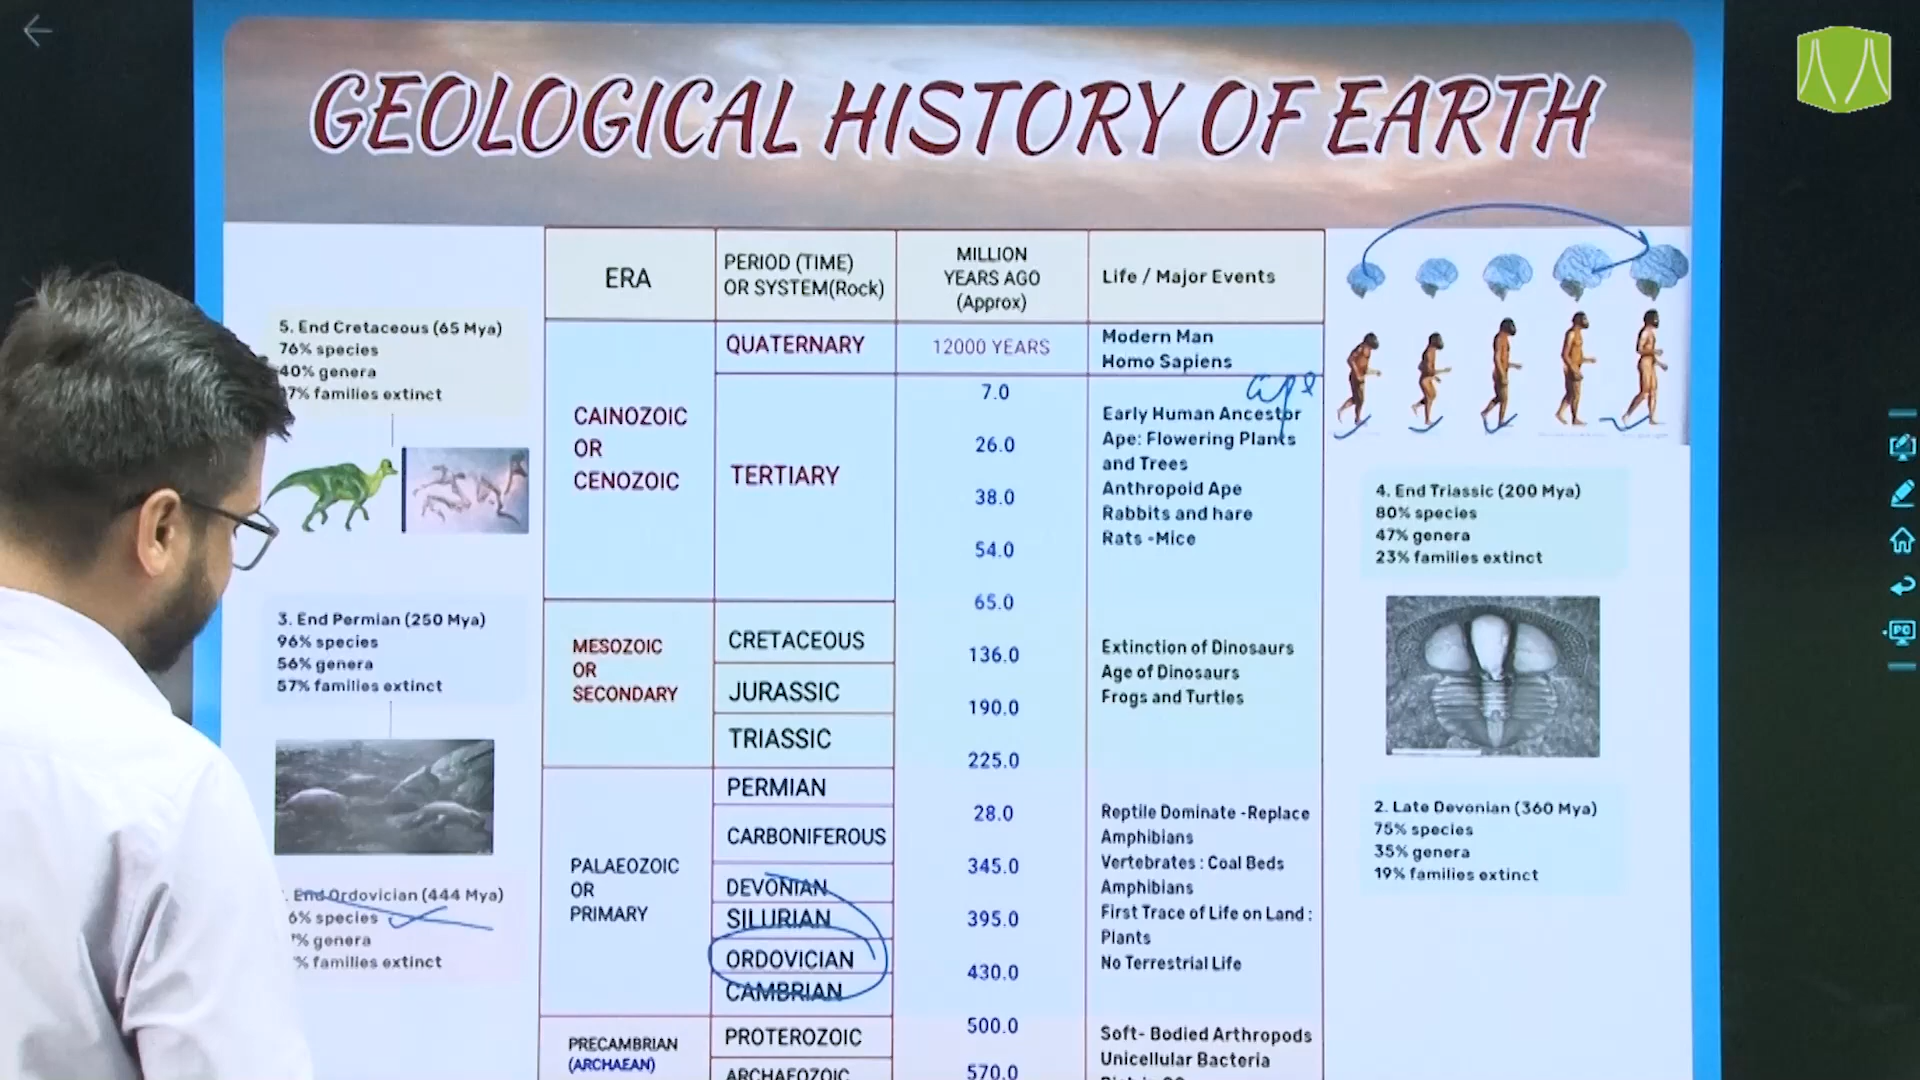 GEOLOGICAL HISTORY OF EARTH
ERA
PERIOD (TIME)
OR SYSTEM(Rock)
MILLION
YEARS AGO
(Approx)
Life / Major Events
5. End Cretaceous (65 Mya)
76% species
40% genera
7% families extinct
3. End Permian (250 Mya)
96% species
56% genera
57% families extinct
. End Ordovician (444 Mya)
6% species
% genera
% families extinct
CAINOZOIC
OR
CENOZOIC
QUATERNARY
12000 YEARS
Modern Man
Homo Sapiens
ape
TERTIARY
7.0
26.0
38.0
54.0
65.0
Early Human Ancestor
Ape: Flowering Plants
and Trees
Anthropoid Ape
Rabbits and hare
Rats -Mice
MESOZOIC
OR
SECONDARY
CRETACEOUS
JURASSIC
TRIASSIC
136.0
190.0
225.0
Extinction of Dinosaurs
Age of Dinosaurs
Frogs and Turtles
PALAEOZOIC
OR
PRIMARY
PERMIAN
CARBONIFEROUS
DEVONIAN
SILURIAN
ORDOVICIAN
CAMBRIAN
28.0
345.0
395.0
430.0
500.0
Reptile Dominate -Replace
Amphibians
Vertebrates : Coal Beds
Amphibians
First Trace of Life on Land :
Plants
No Terrestrial Life
PRECAMBRIAN
(ARCHAEAN)
PROTEROZOIC
ARCHAEOZOIC
570.0
Soft- Bodied Arthropods
Unicellular Bacteria
4. End Triassic (200 Mya)
80% species
47% genera
23% families extinct
2. Late Devonian (360 Mya)
75% species
35% genera
19% families extinct
PC